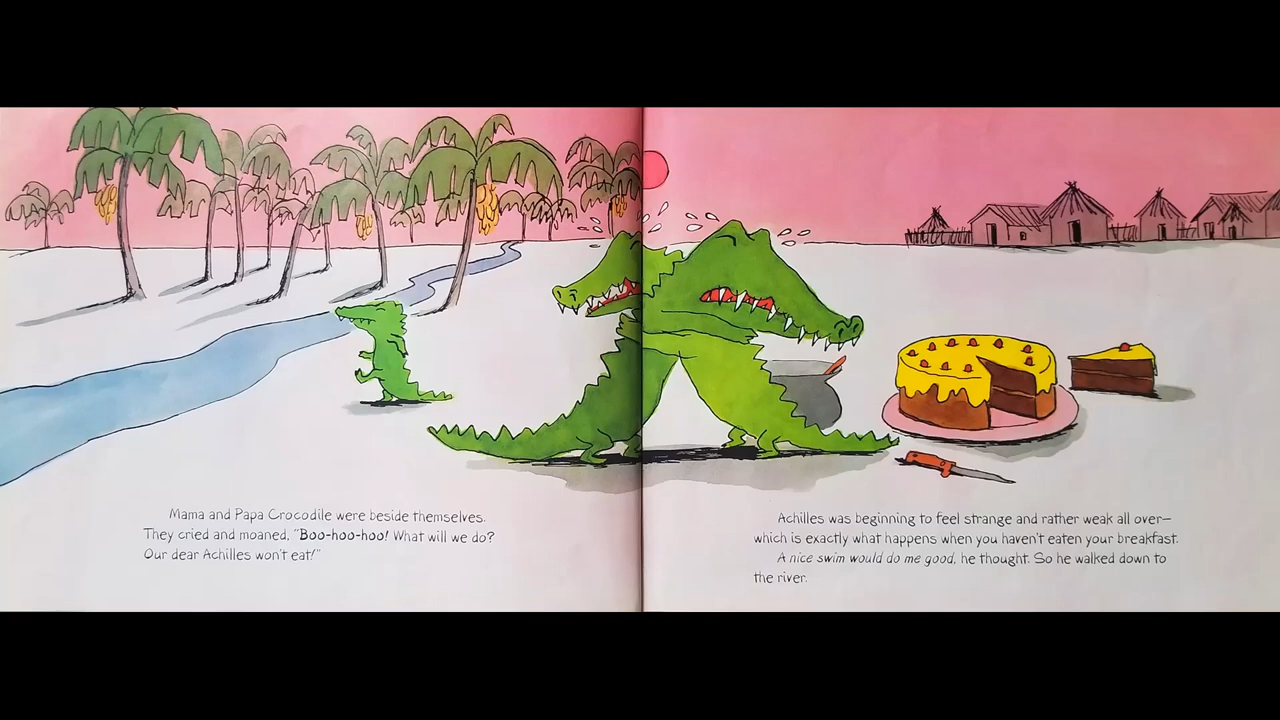 Mama and Papa Crocodile were beside themselves.
They cried and moaned, "Boo-hoo-hoo! What will we do?
Our dear Achilles won't eat!"
Achilles was beginning to feel strange and rather weak all over—
which is exactly what happens when you haven't eaten your breakfast.
A nice swim would do me good, he thought. So he walked down to
the river.